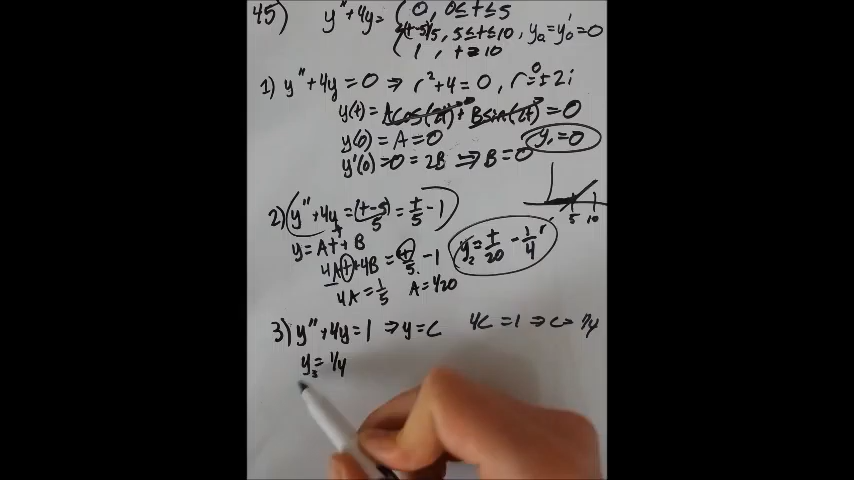 45) y"+4y= { 0, 0≤t≤5
(t-5)/5, 5≤t≤10, y₀=y₀'=0
1, t≥10
1) y"+4y=0 ⇒ r²+4=0, r=0±2i
y(t)=Acos(2t)+Bsin(2t)=0
y(0)=A=0 y₁=0
y'(0)=0=2B ⇒ B=0
5 10
2) y"+4y=(t-5)/5=t/5-1
y=At+B
4At+4B=t/5-1 y₂=t/20-1/4
4A=1/5 A=1/20
3) y"+4y=1 ⇒ y=C 4C=1 ⇒ C=1/4
y₃=1/4